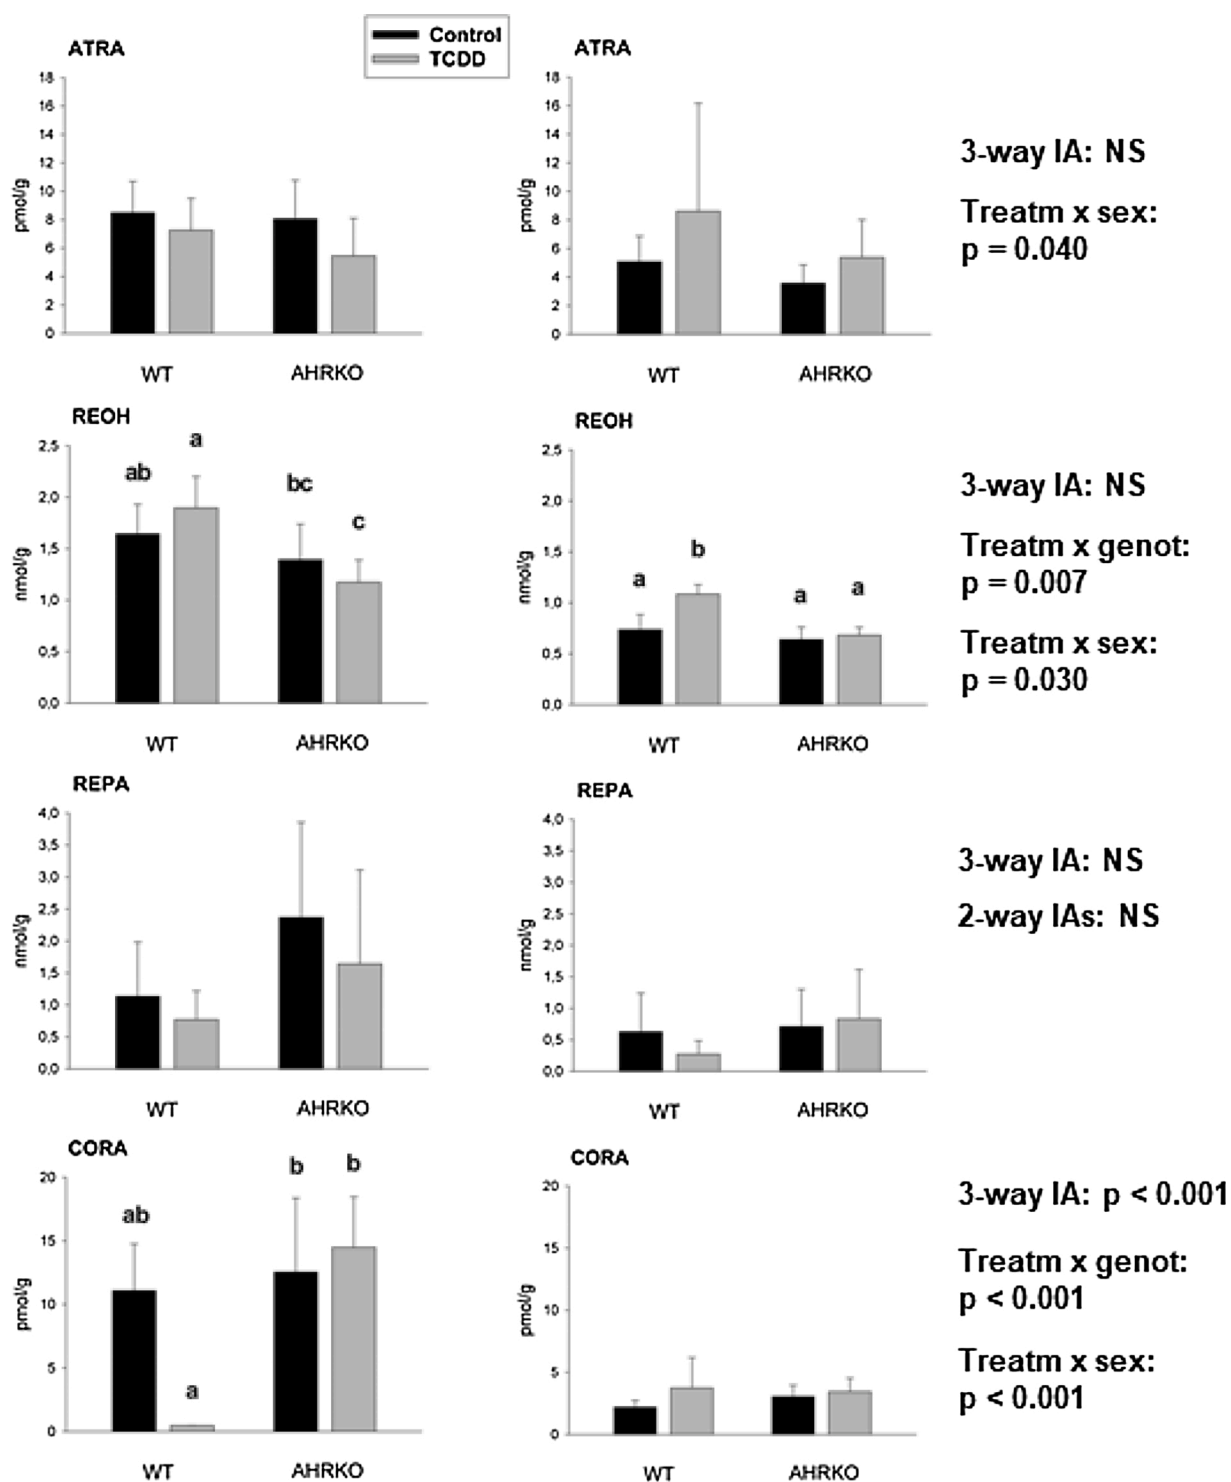 Control
TCDD
ATRA
18
16
14
12
10
8
6
4
2
0
pmol/g
WT
AHRKO
ATRA
18
16
14
12
10
8
6
4
2
0
pmol/g
WT
AHRKO
3-way IA: NS
Treatm x sex:
p = 0.040
REOH
2,5
2,0
1,5
1,0
0,5
0,0
nmol/g
ab
a
bc
c
WT
AHRKO
REOH
2,5
2,0
1,5
1,0
0,5
0,0
nmol/g
a
b
a
a
WT
AHRKO
3-way IA: NS
Treatm x genot:
p = 0.007
Treatm x sex:
p = 0.030
REPA
4,0
3,5
3,0
2,5
2,0
1,5
1,0
0,5
0,0
nmol/g
WT
AHRKO
REPA
4,0
3,5
3,0
2,5
2,0
1,5
1,0
0,5
0,0
nmol/g
WT
AHRKO
3-way IA: NS
2-way IAs: NS
CORA
20
15
10
5
0
pmol/g
ab
a
b
b
WT
AHRKO
CORA
20
15
10
5
0
pmol/g
WT
AHRKO
3-way IA: p < 0.001
Treatm x genot:
p < 0.001
Treatm x sex:
p < 0.001